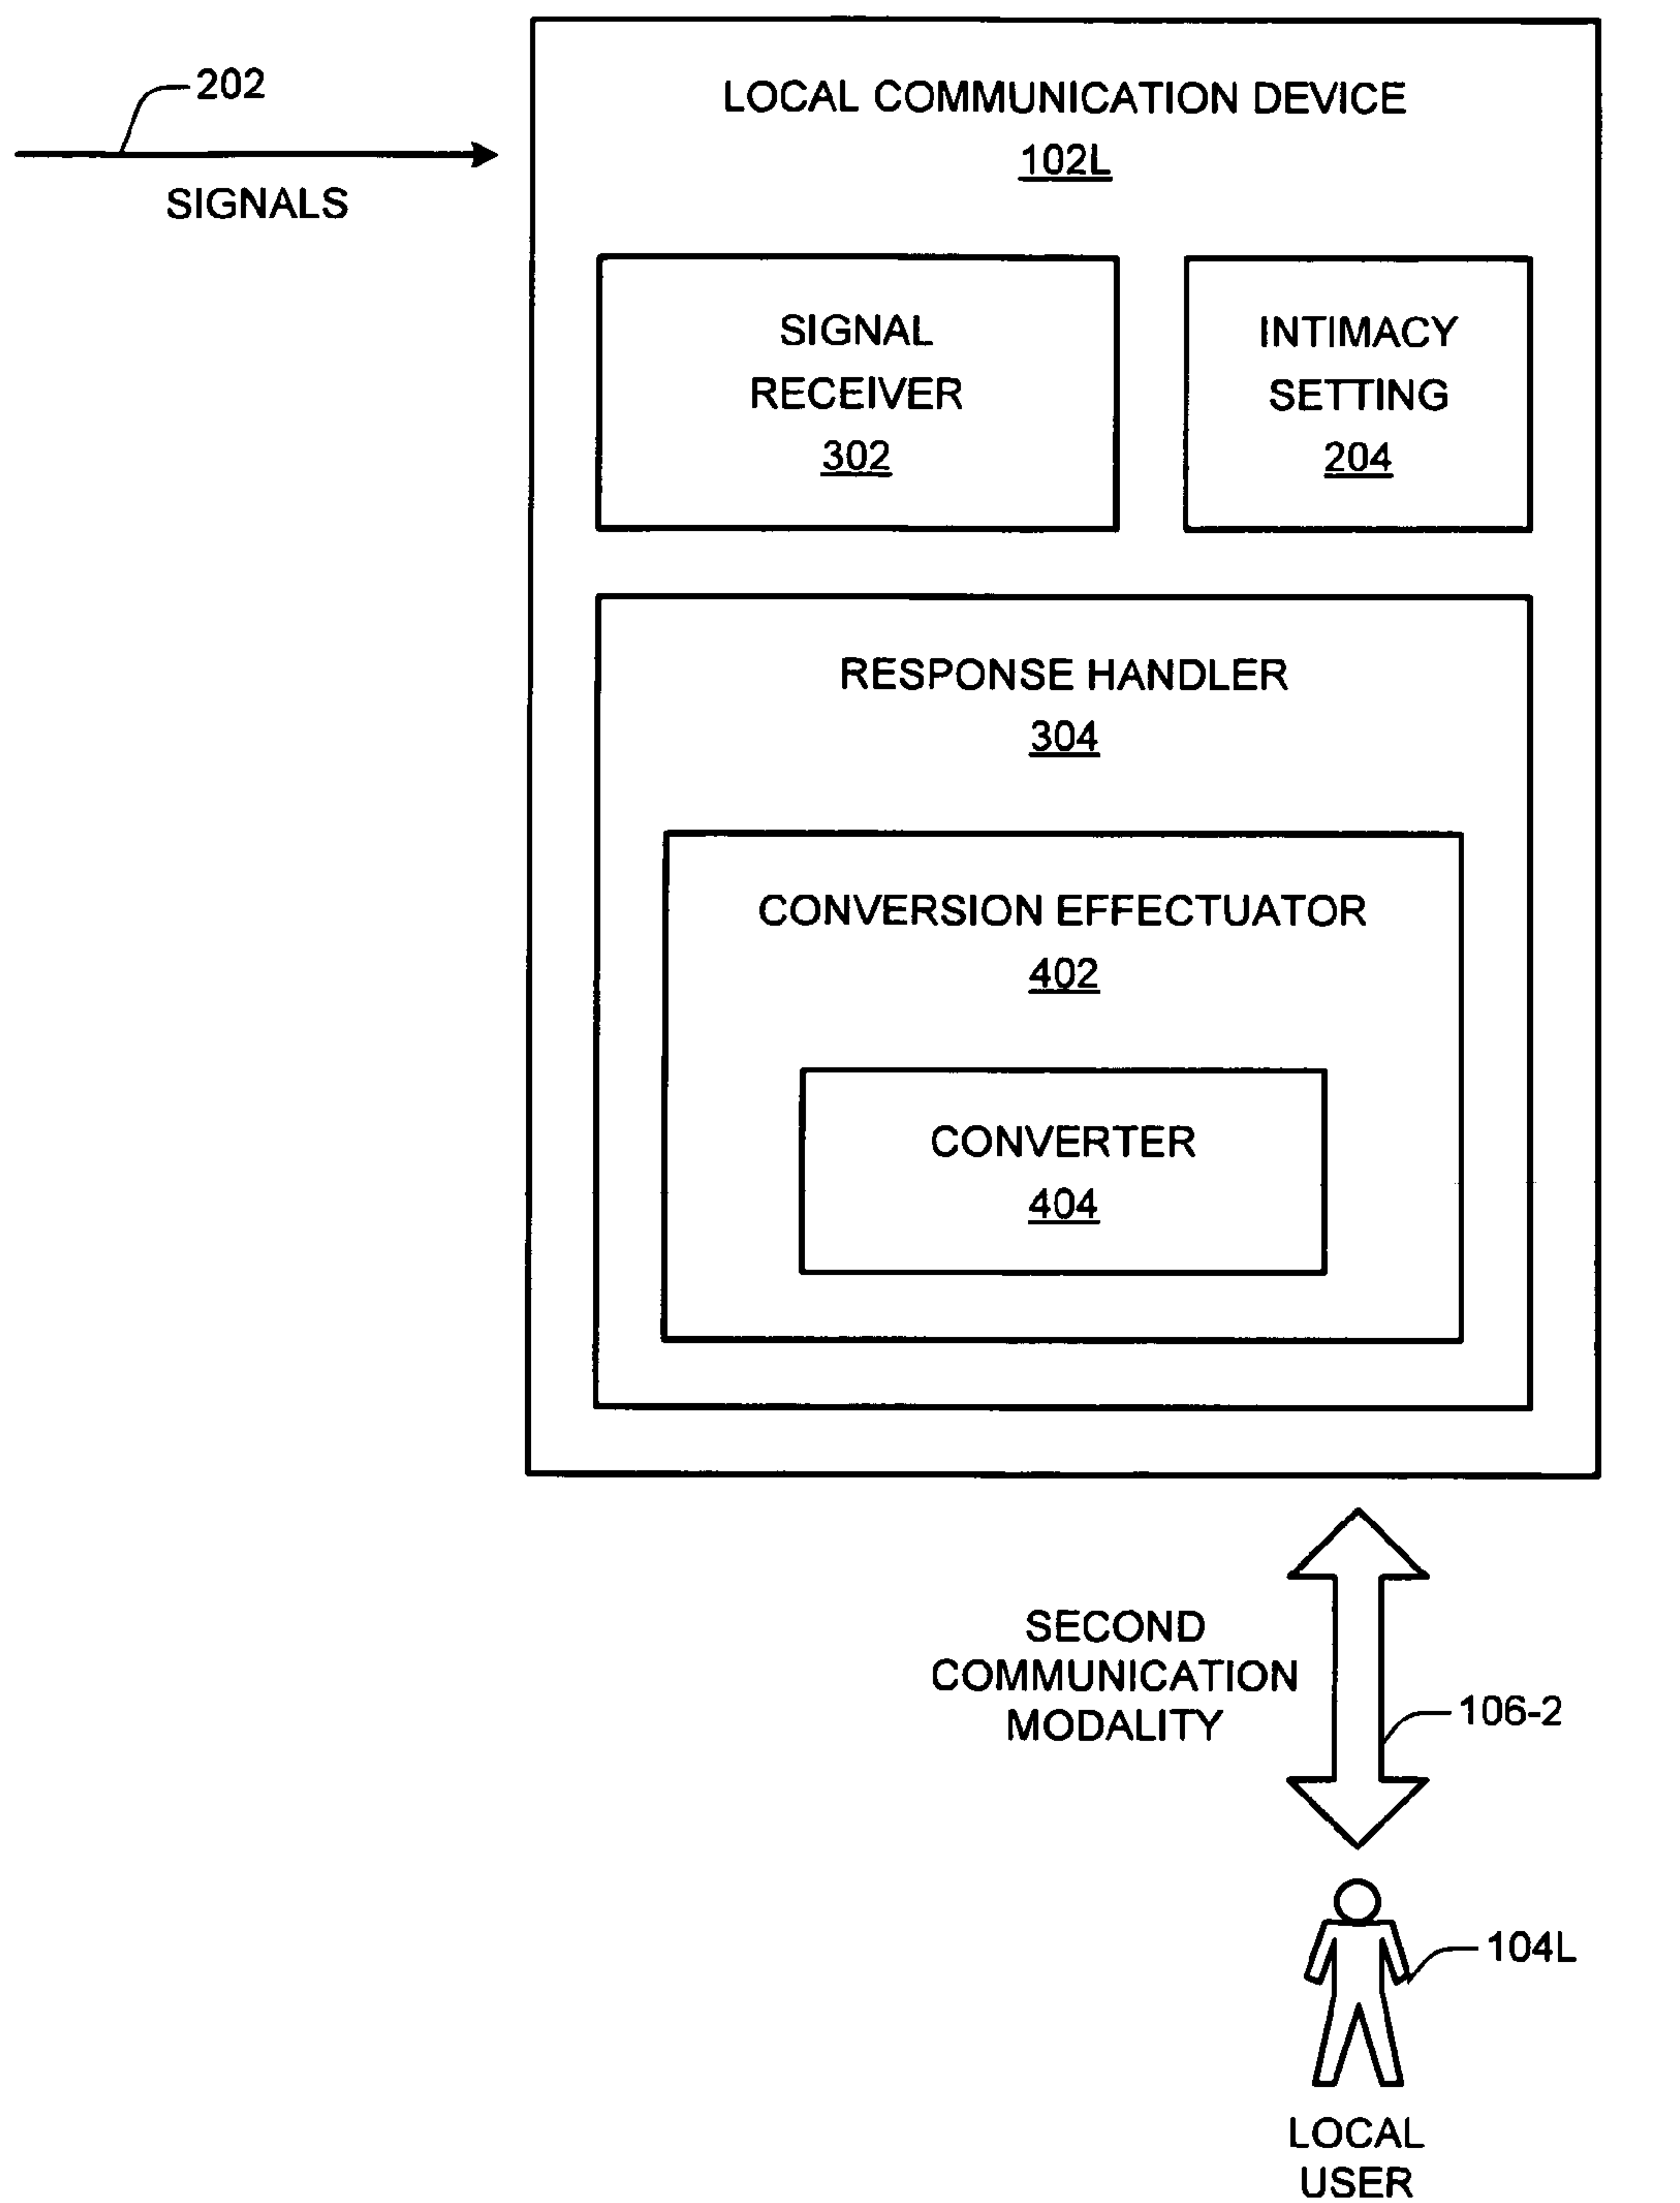 202
SIGNALS
LOCAL COMMUNICATION DEVICE
102L
SIGNAL
RECEIVER
302
INTIMACY
SETTING
204
RESPONSE HANDLER
304
CONVERSION EFFECTUATOR
402
CONVERTER
404
SECOND
COMMUNICATION
MODALITY
106-2
104L
LOCAL
USER